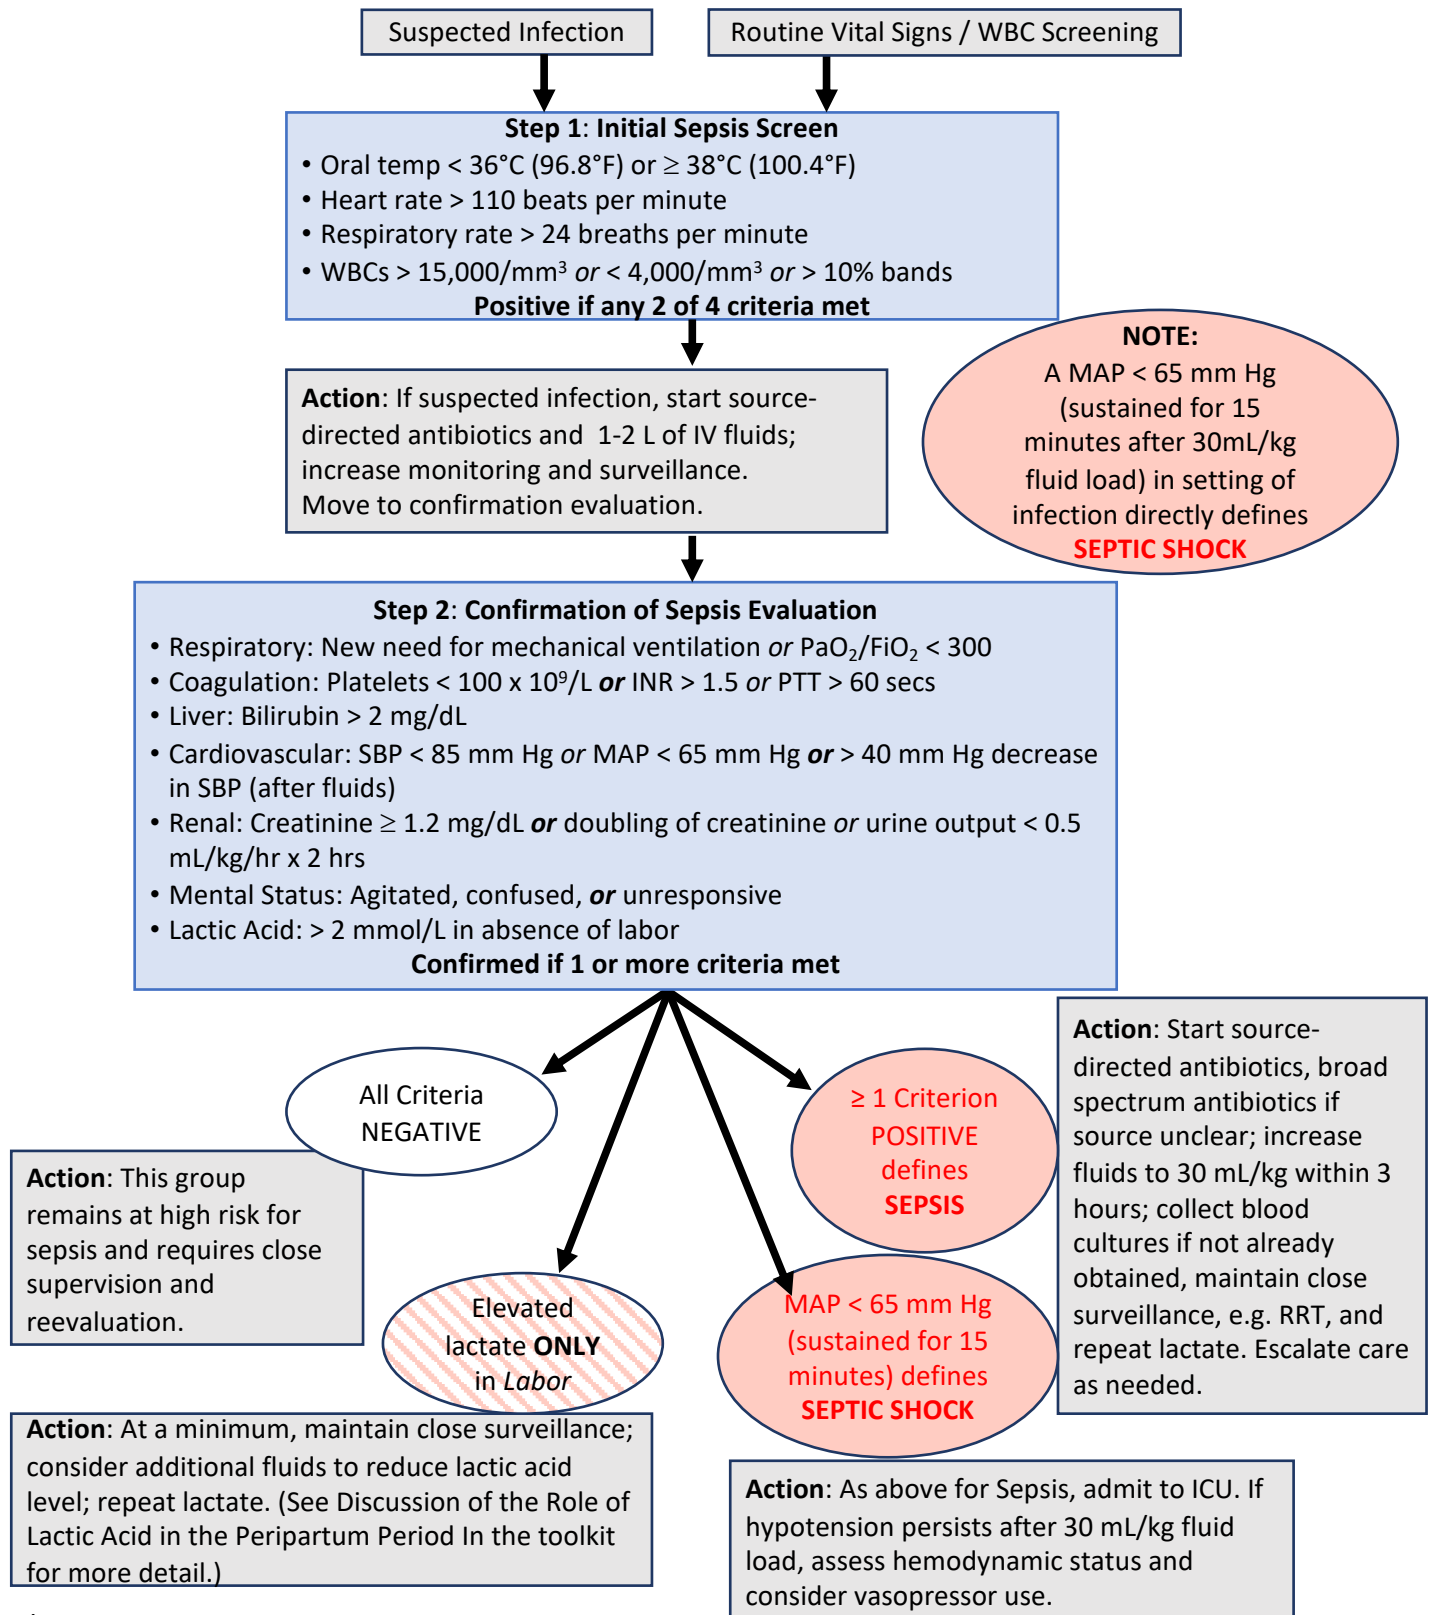 Suspected Infection
Routine Vital Signs / WBC Screening
Step 1: Initial Sepsis Screen
• Oral temp < 36°C (96.8°F) or ≥ 38°C (100.4°F)
• Heart rate > 110 beats per minute
• Respiratory rate > 24 breaths per minute
• WBCs > 15,000/mm³ or < 4,000/mm³ or > 10% bands
Positive if any 2 of 4 criteria met
Action: If suspected infection, start source-
directed antibiotics and 1-2 L of IV fluids;
increase monitoring and surveillance.
Move to confirmation evaluation.
NOTE:
A MAP < 65 mm Hg
(sustained for 15
minutes after 30mL/kg
fluid load) in setting of
infection directly defines
SEPTIC SHOCK
Step 2: Confirmation of Sepsis Evaluation
• Respiratory: New need for mechanical ventilation or PaO₂/FiO₂ < 300
• Coagulation: Platelets < 100 x 10⁹/L or INR > 1.5 or PTT > 60 secs
• Liver: Bilirubin > 2 mg/dL
• Cardiovascular: SBP < 85 mm Hg or MAP < 65 mm Hg or > 40 mm Hg decrease
in SBP (after fluids)
• Renal: Creatinine ≥ 1.2 mg/dL or doubling of creatinine or urine output < 0.5
mL/kg/hr x 2 hrs
• Mental Status: Agitated, confused, or unresponsive
• Lactic Acid: > 2 mmol/L in absence of labor
Confirmed if 1 or more criteria met
All Criteria
NEGATIVE
Action: This group
remains at high risk for
sepsis and requires close
supervision and
reevaluation.
Elevated
lactate ONLY
in Labor
Action: At a minimum, maintain close surveillance;
consider additional fluids to reduce lactic acid
level; repeat lactate. (See Discussion of the Role of
Lactic Acid in the Peripartum Period In the toolkit
for more detail.)
≥ 1 Criterion
POSITIVE
defines
SEPSIS
Action: Start source-
directed antibiotics, broad
spectrum antibiotics if
source unclear; increase
fluids to 30 mL/kg within 3
hours; collect blood
cultures if not already
obtained, maintain close
surveillance, e.g. RRT, and
repeat lactate. Escalate care
as needed.
MAP < 65 mm Hg
(sustained for 15
minutes) defines
SEPTIC SHOCK
Action: As above for Sepsis, admit to ICU. If
hypotension persists after 30 mL/kg fluid
load, assess hemodynamic status and
consider vasopressor use.